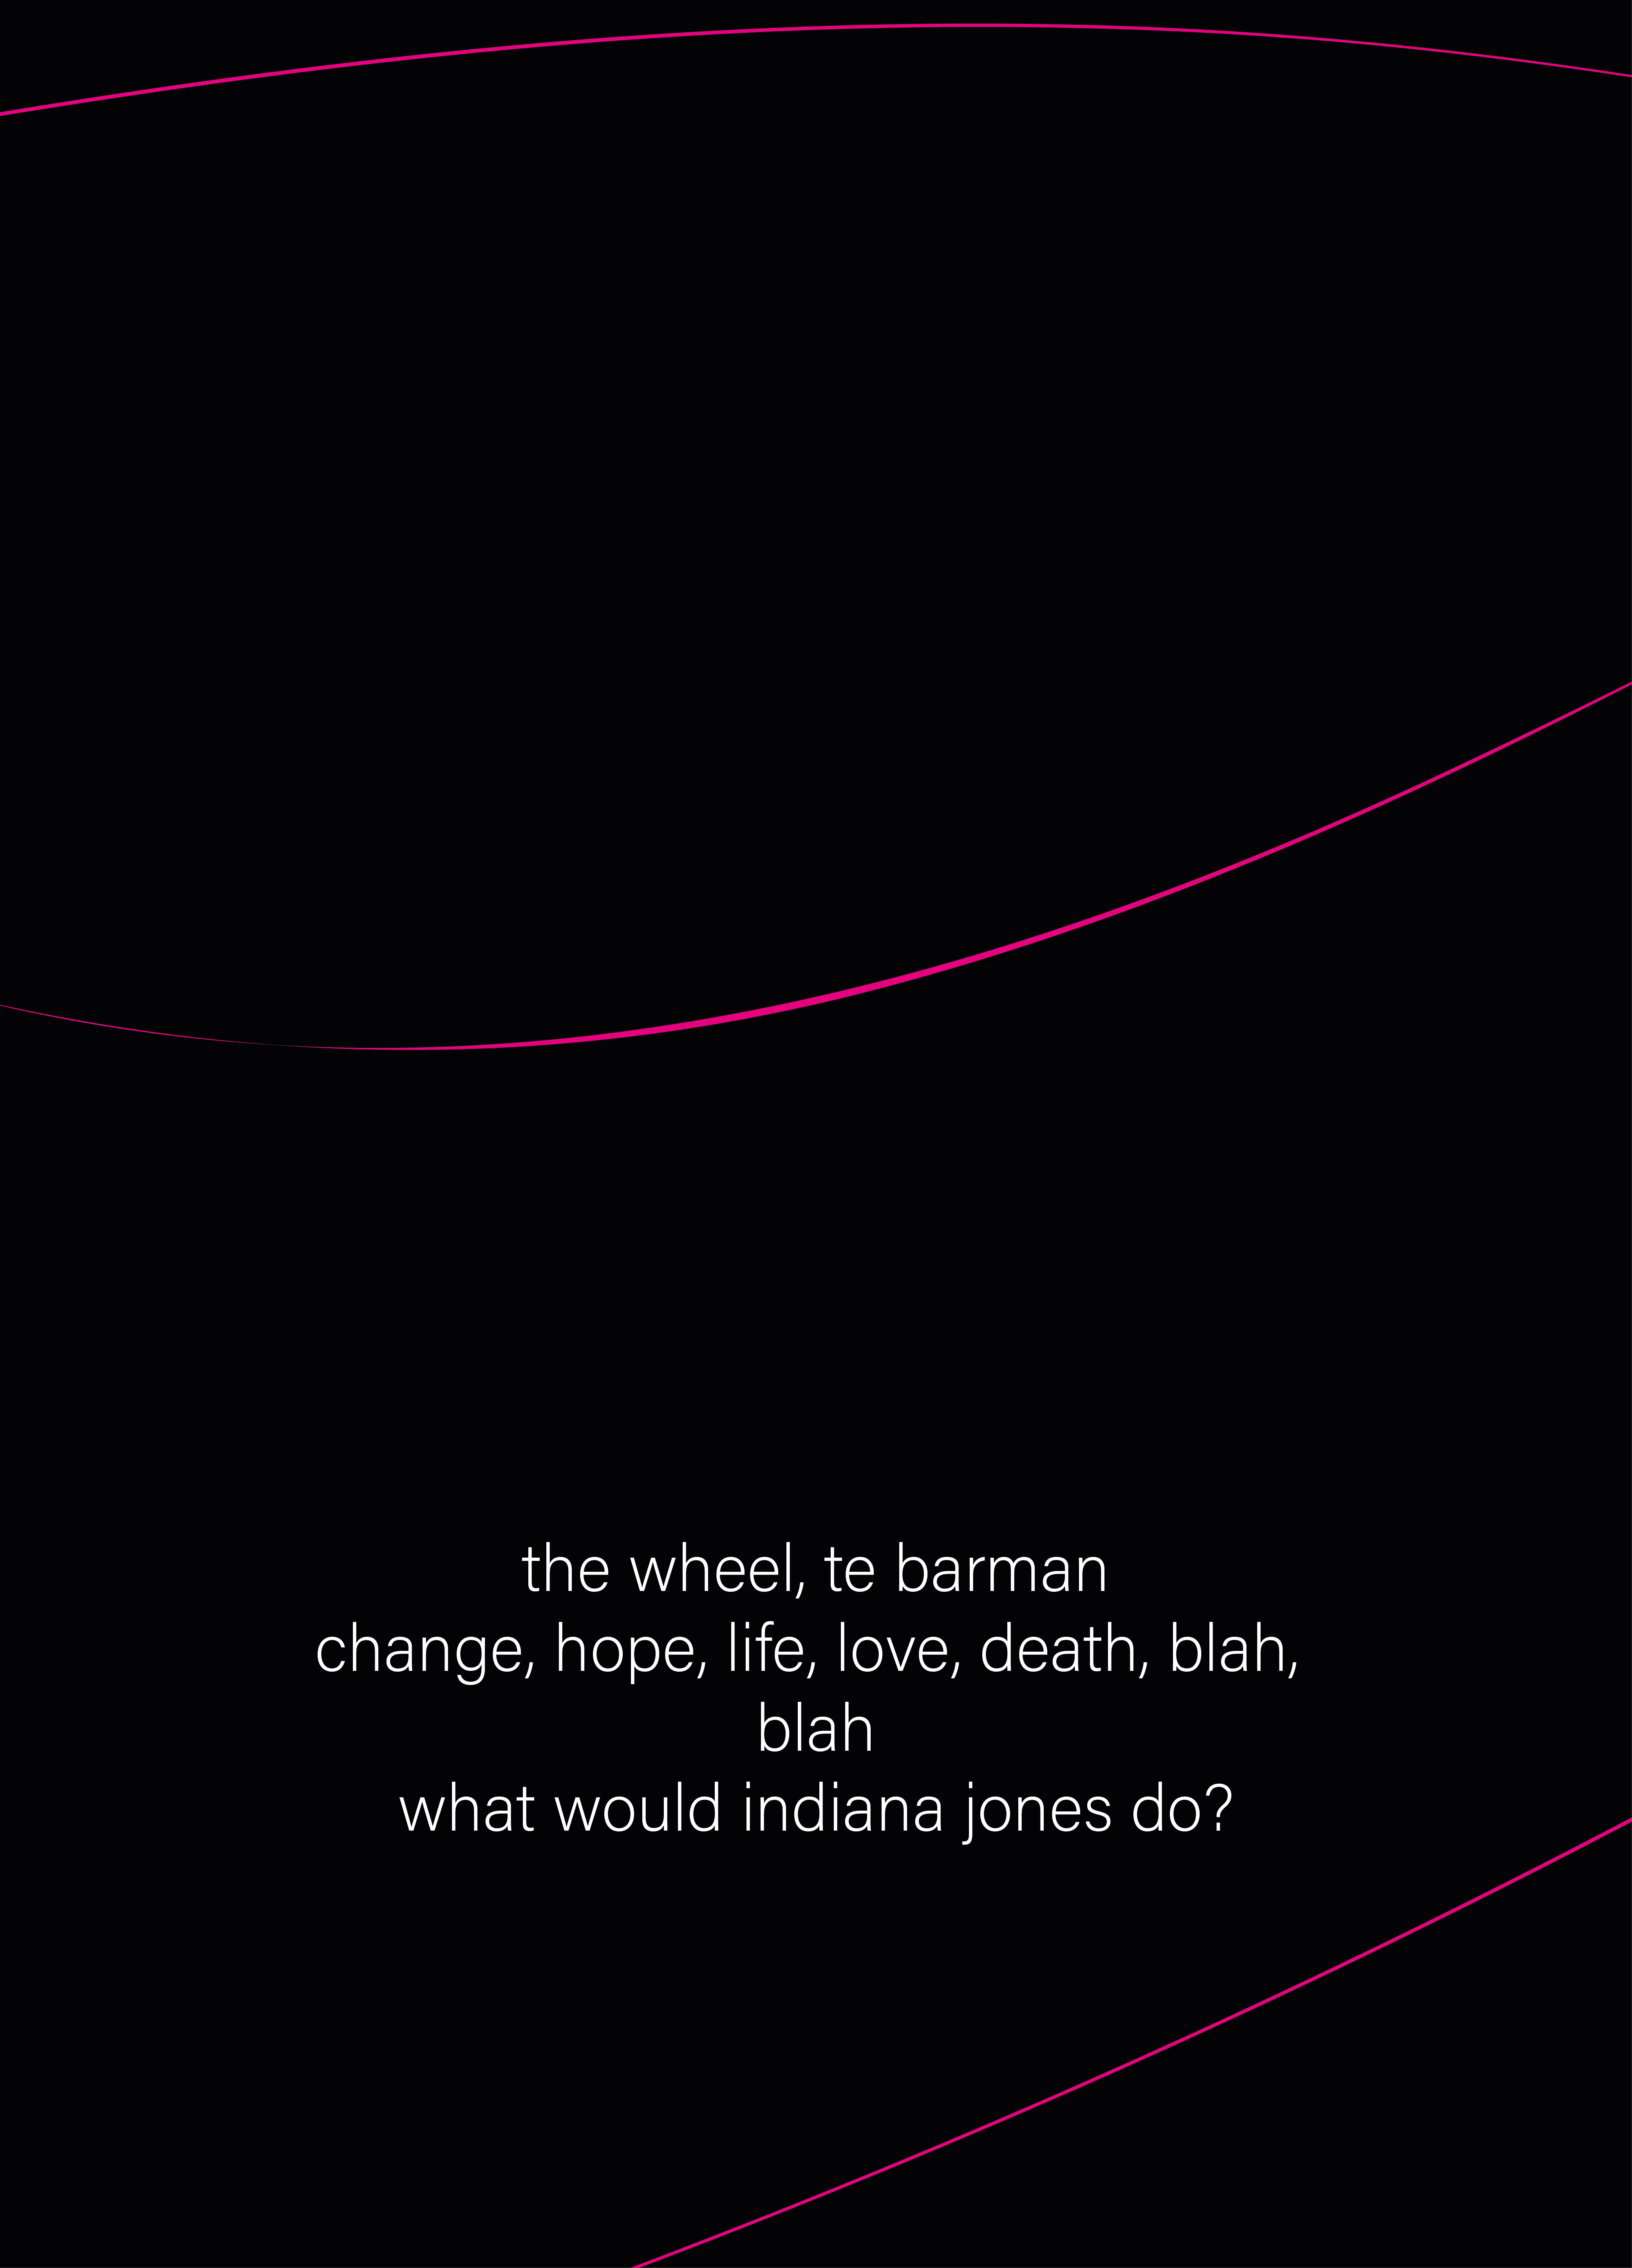 the wheel, te barman
change, hope, life, love, death, blah,
blah
what would indiana jones do?